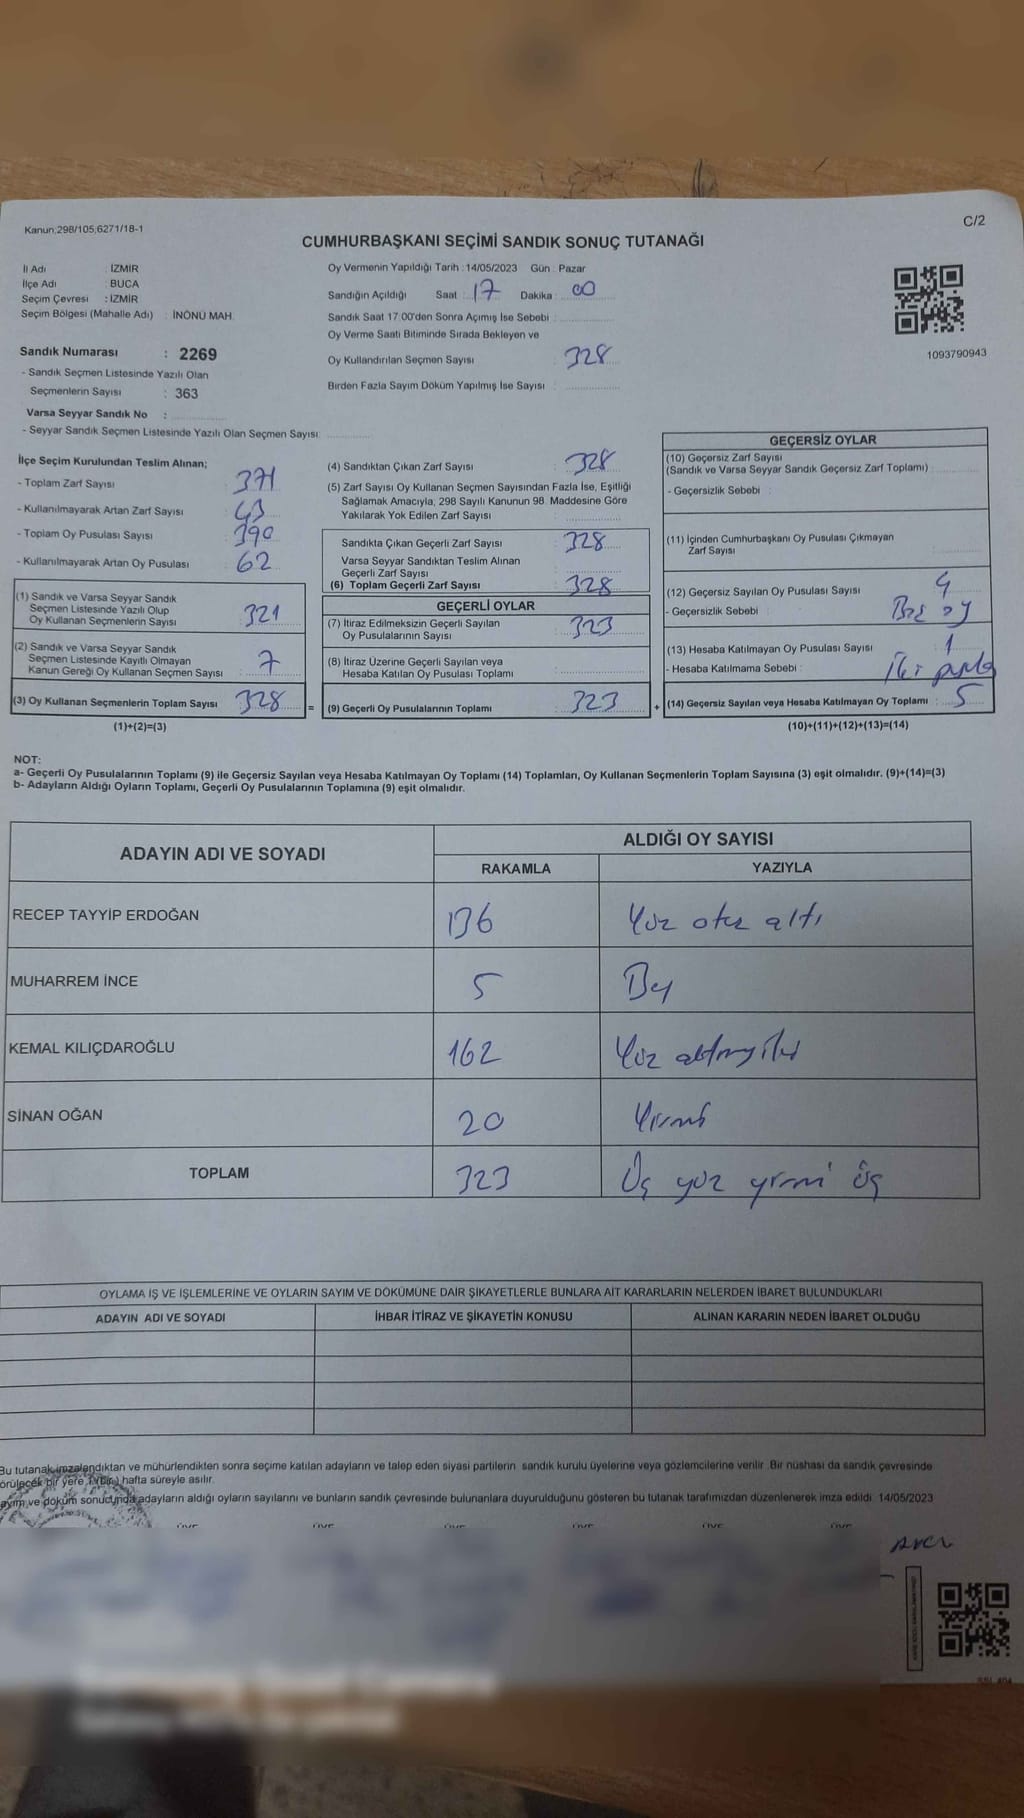 Kanun;298/105,6271/18-1
C/2
CUMHURBAŞKANI SEÇİMİ SANDIK SONUÇ TUTANAĞI
İl Adı : İZMİR
İlçe Adı : BUCA
Seçim Çevresi : İZMİR
Seçim Bölgesi (Mahalle Adı) : İNÖNÜ MAH.
Sandık Numarası : 2269
- Sandık Seçmen Listesinde Yazılı Olan
Seçmenlerin Sayısı : 363
Varsa Seyyar Sandık No :
- Seyyar Sandık Seçmen Listesinde Yazılı Olan Seçmen Sayısı:
Oy Vermenin Yapıldığı Tarih : 14/05/2023 Gün : Pazar
Sandığın Açıldığı Saat : 17 Dakika : 00
Sandık Saat 17:00'den Sonra Açımış İse Sebebi :
Oy Verme Saati Bitiminde Sırada Bekleyen ve
Oy Kullandırılan Seçmen Sayısı : 328
Birden Fazla Sayım Döküm Yapılmış İse Sayısı :
1093790943
İlçe Seçim Kurulundan Teslim Alınan;
- Toplam Zarf Sayısı : 371
- Kullanılmayarak Artan Zarf Sayısı : 43
- Toplam Oy Pusulası Sayısı : 390
- Kullanılmayarak Artan Oy Pusulası : 62
(1) Sandık ve Varsa Seyyar Sandık
Seçmen Listesinde Yazılı Olup
Oy Kullanan Seçmenlerin Sayısı : 321
(2) Sandık ve Varsa Seyyar Sandık
Seçmen Listesinde Kayıtlı Olmayan
Kanun Gereği Oy Kullanan Seçmen Sayısı : 7
(3) Oy Kullanan Seçmenlerin Toplam Sayısı : 328 =
(1)+(2)=(3)
(4) Sandıktan Çıkan Zarf Sayısı : 328
(5) Zarf Sayısı Oy Kullanan Seçmen Sayısından Fazla İse, Eşitliği
Sağlamak Amacıyla; 298 Sayılı Kanunun 98. Maddesine Göre
Yakılarak Yok Edilen Zarf Sayısı :
Sandıkta Çıkan Geçerli Zarf Sayısı : 328
Varsa Seyyar Sandıktan Teslim Alınan
Geçerli Zarf Sayısı :
(6) Toplam Geçerli Zarf Sayısı : 328
GEÇERLİ OYLAR
(7) İtiraz Edilmeksizin Geçerli Sayılan
Oy Pusulalarının Sayısı : 323
(8) İtiraz Üzerine Geçerli Sayılan veya
Hesaba Katılan Oy Pusulası Toplamı :
(9) Geçerli Oy Pusulalarının Toplamı : 323 +
GEÇERSİZ OYLAR
(10) Geçersiz Zarf Sayısı
(Sandık ve Varsa Seyyar Sandık Geçersiz Zarf Toplamı) :
- Geçersizlik Sebebi :
(11) İçinden Cumhurbaşkanı Oy Pusulası Çıkmayan
Zarf Sayısı :
(12) Geçersiz Sayılan Oy Pusulası Sayısı : 4
- Geçersizlik Sebebi : Boş oy
(13) Hesaba Katılmayan Oy Pusulası Sayısı : 1
- Hesaba Katılmama Sebebi : İki
(14) Geçersiz Sayılan veya Hesaba Katılmayan Oy Toplamı : 5
(10)+(11)+(12)+(13)=(14)
NOT:
a- Geçerli Oy Pusulalarının Toplamı (9) ile Geçersiz Sayılan veya Hesaba Katılmayan Oy Toplamı (14) Toplamları, Oy Kullanan Seçmenlerin Toplam Sayısına (3) eşit olmalıdır. (9)+(14)=(3)
b- Adayların Aldığı Oyların Toplamı, Geçerli Oy Pusulalarının Toplamına (9) eşit olmalıdır.
ADAYIN ADI VE SOYADI
ALDIĞI OY SAYISI
RAKAMLA YAZIYLA
RECEP TAYYİP ERDOĞAN 136 Yüz otuz altı
MUHARREM İNCE 5 Beş
KEMAL KILIÇDAROĞLU 162 Yüz altmış iki
SİNAN OĞAN 20 Yirmi
TOPLAM 323 Üç yüz yirmi üç
OYLAMA İŞ VE İŞLEMLERİNE VE OYLARIN SAYIM VE DÖKÜMÜNE DAİR ŞİKAYETLERLE BUNLARA AİT KARARLARIN NELERDEN İBARET BULUNDUKLARI
ADAYIN ADI VE SOYADI İHBAR İTİRAZ VE ŞİKAYETİN KONUSU ALINAN KARARIN NEDEN İBARET OLDUĞU
Bu tutanak imzalandıktan ve mühürlendikten sonra seçime katılan adayların ve talep eden siyasi partilerin sandık kurulu üyelerine veya gözlemcilerine verilir. Bir nüshası da sandık çevresinde
görülecek bir yere 1 (Bir) hafta süreyle asılır.
Sayım ve döküm sonucunda adayların aldığı oyların sayılarını ve bunların sandık çevresinde bulunanlara duyurulduğunu gösteren bu tutanak tarafımızdan düzenlenerek imza edildi. 14/05/2023